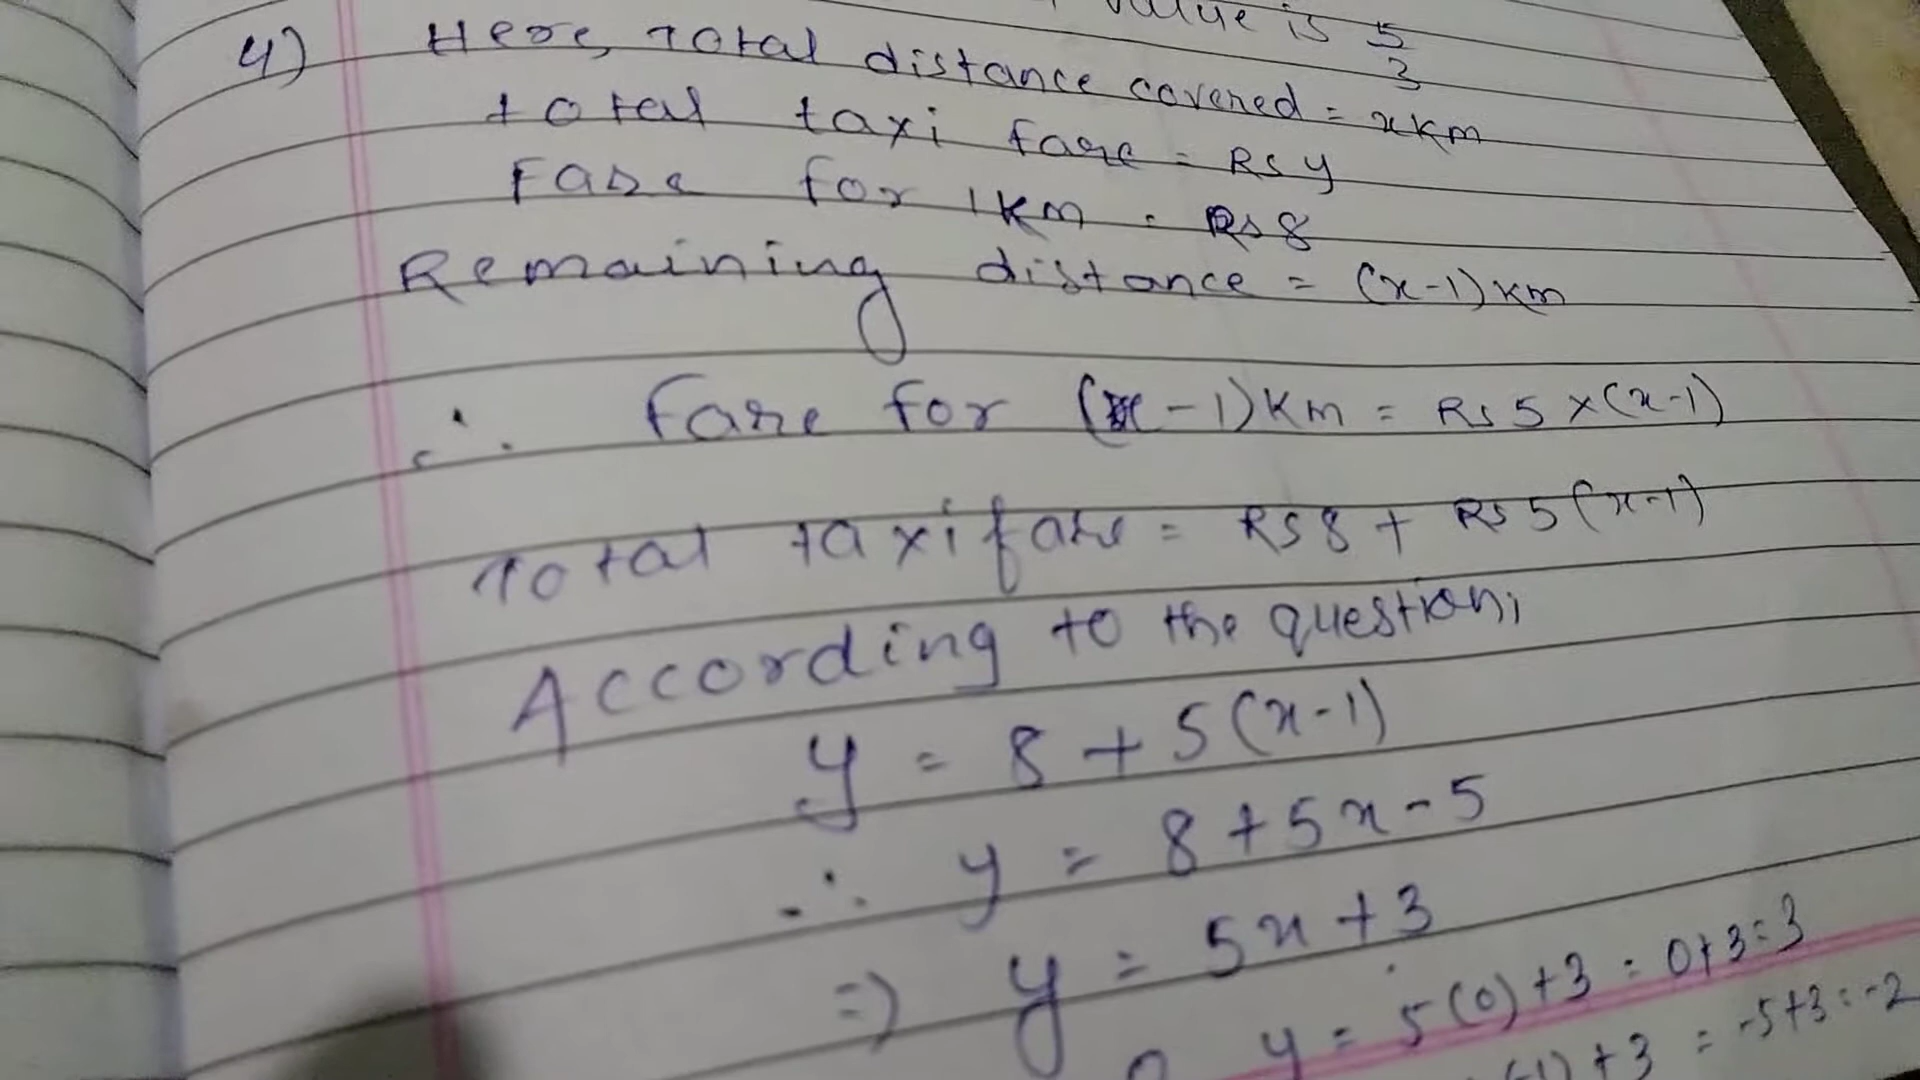 value is 5/3
4) Here, Total distance covered = x km
total taxi fare = Rs y
Fare for 1 km = Rs 8
Remaining distance = (x-1) km
∴ Fare for (x-1) km = Rs 5 × (x-1)
Total taxi fare = Rs 8 + Rs 5 (x-1)
According to the question,
y = 8 + 5 (x-1)
∴ y = 8 + 5x - 5
=) y = 5x + 3
y = 5(0) + 3 = 0+3=3
(-1) + 3 = -5+3=-2